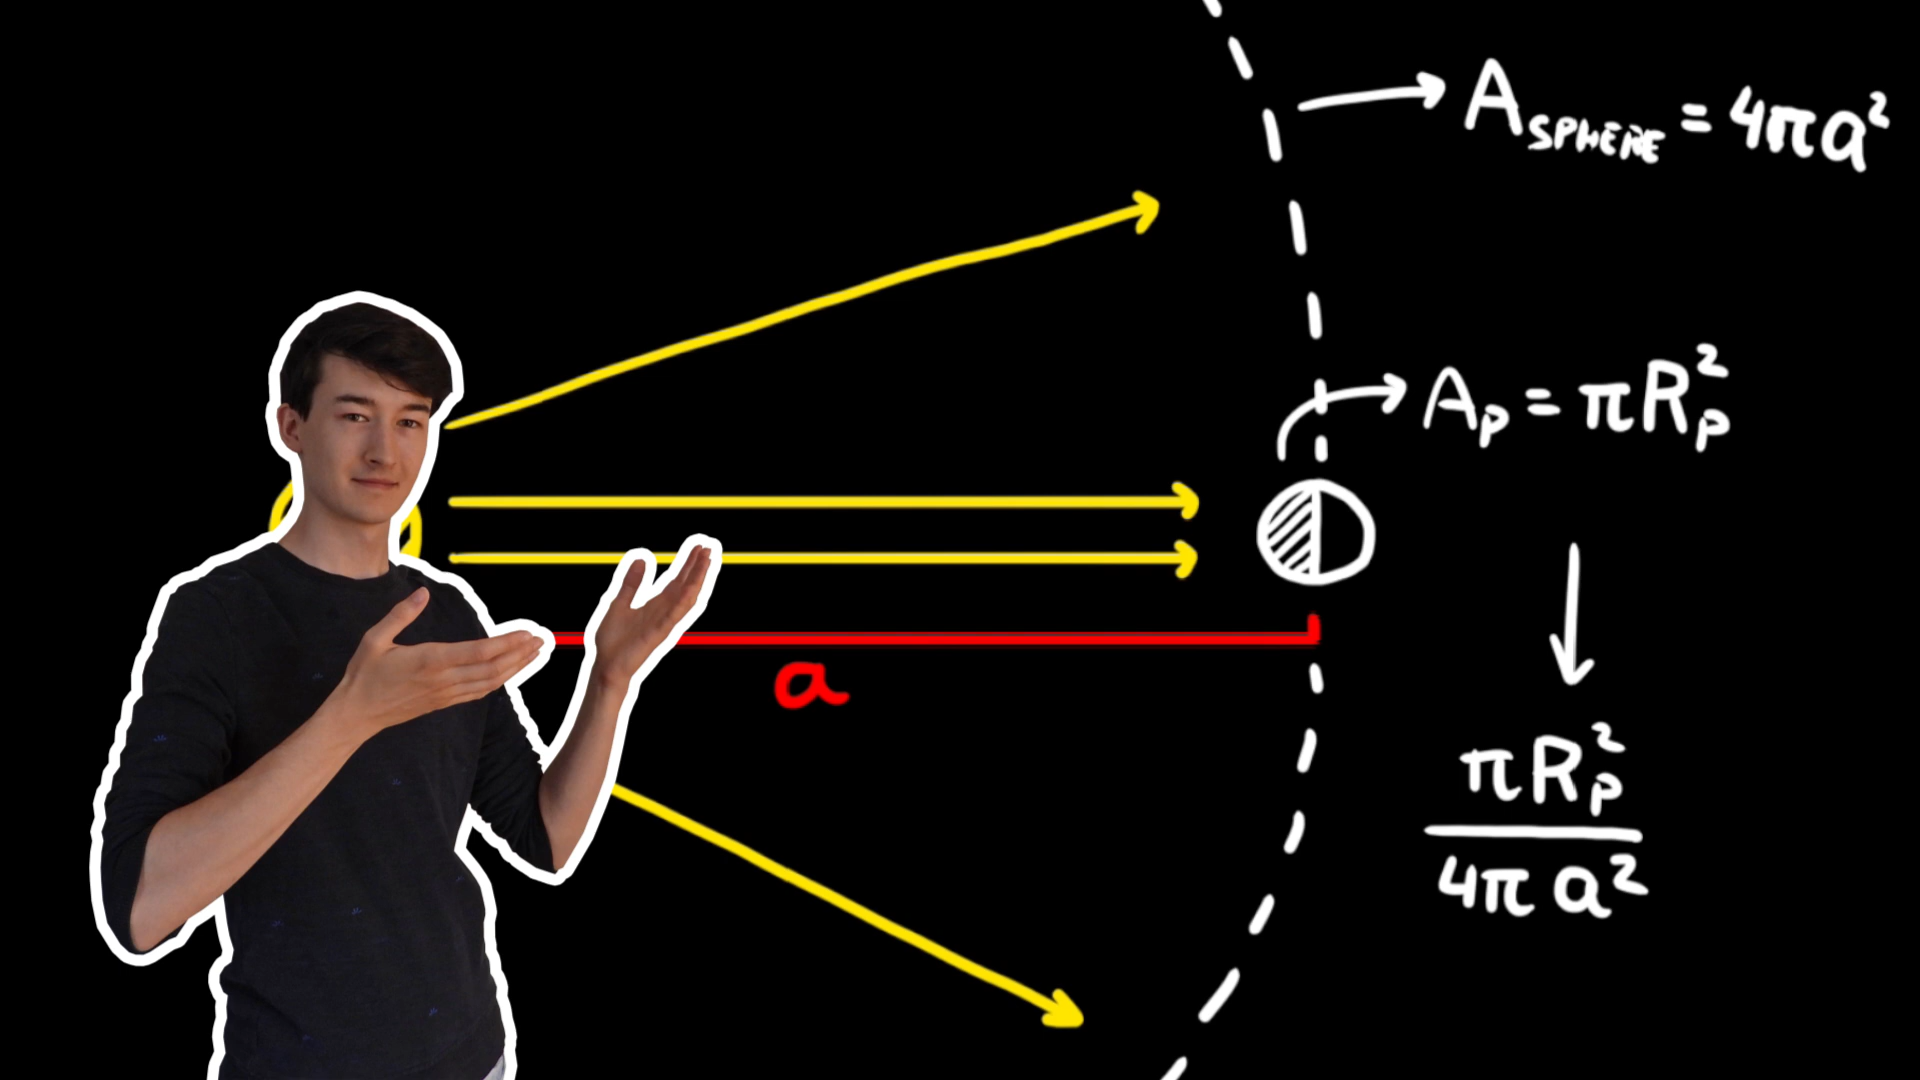 A_SPHERE = 4πa²
A_P = πR_P²
a
πR_P²
4πa²